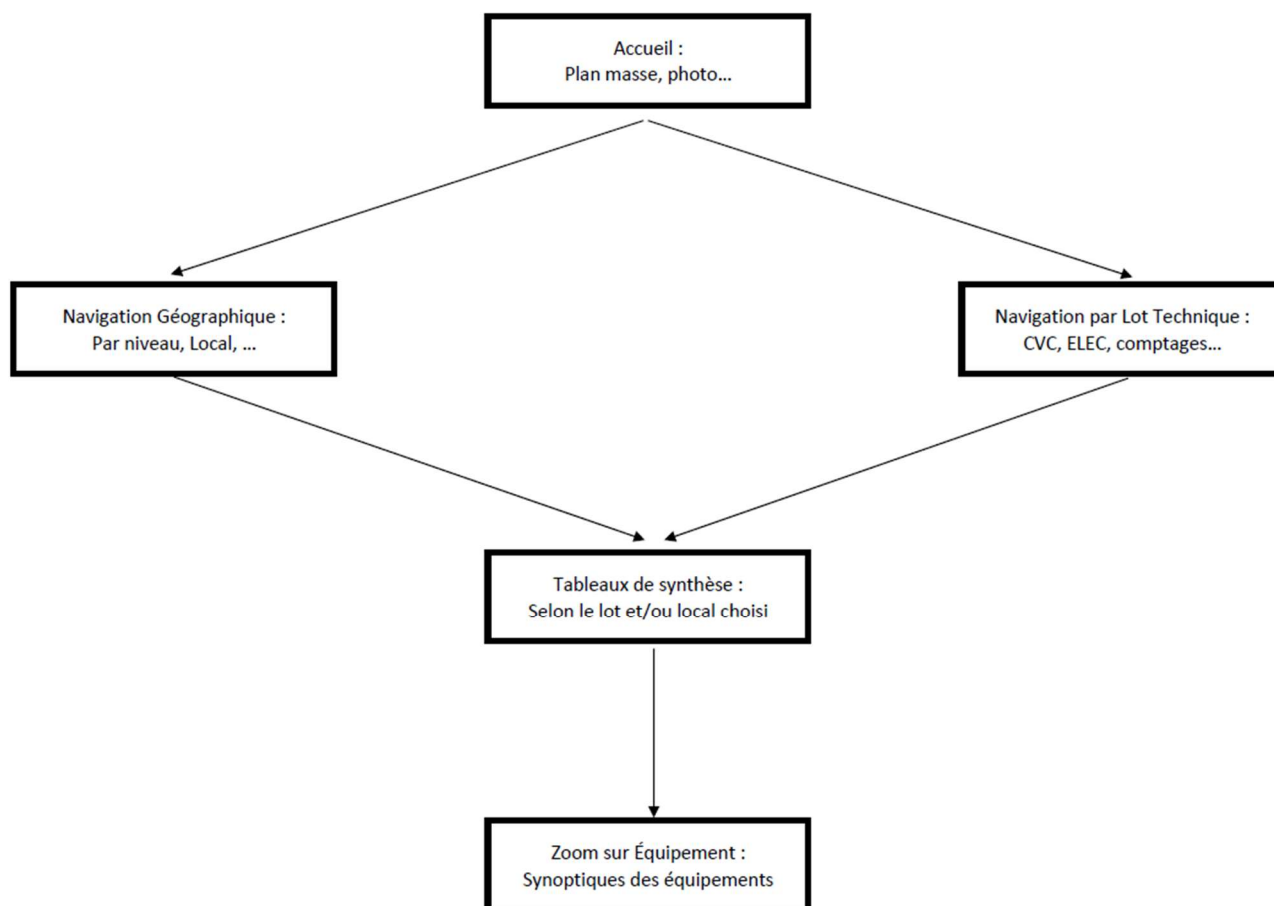 Accueil :
Plan masse, photo...
Navigation Géographique :
Par niveau, Local, ...
Navigation par Lot Technique :
CVC, ELEC, comptages...
Tableaux de synthèse :
Selon le lot et/ou local choisi
Zoom sur Équipement :
Synoptiques des équipements